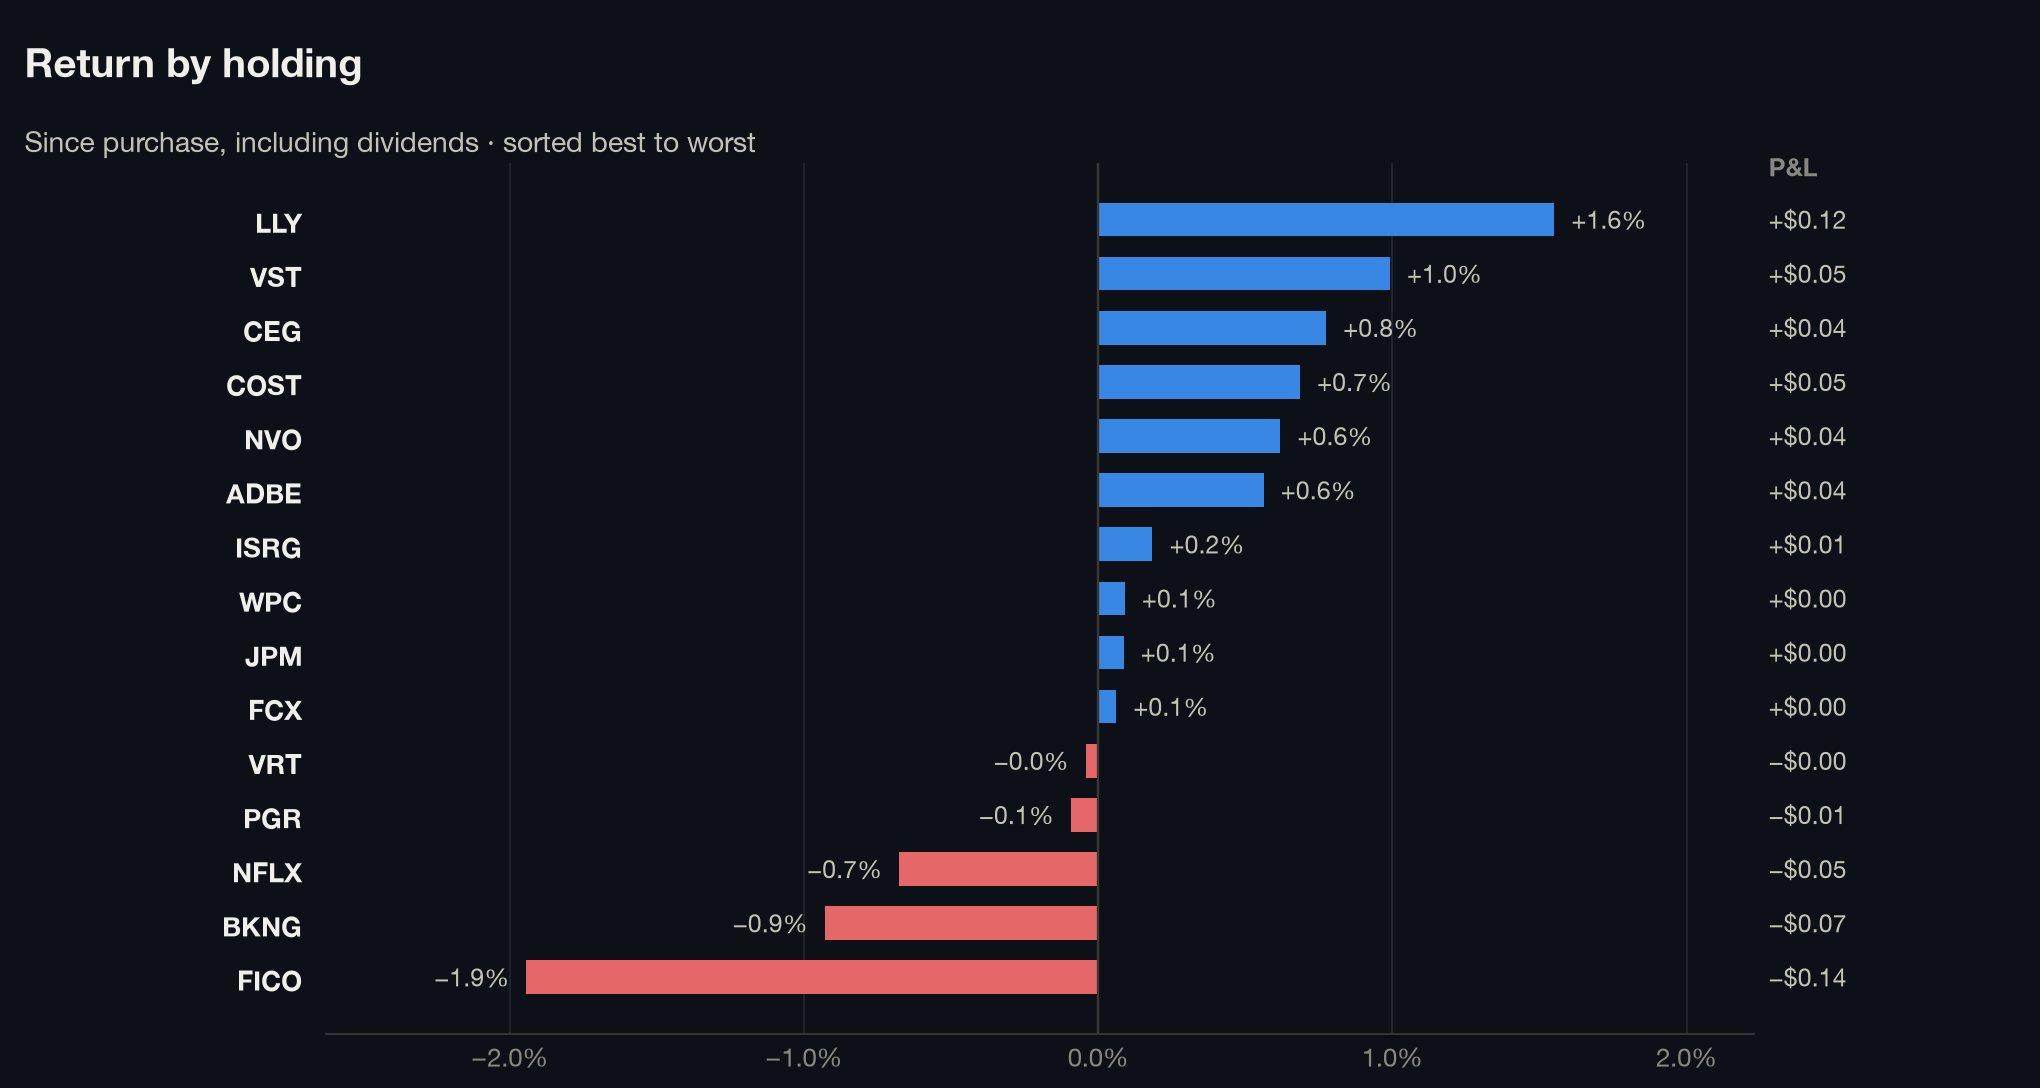 Return by holding
Since purchase, including dividends · sorted best to worst
P&L
LLY +1.6% +$0.12
VST +1.0% +$0.05
CEG +0.8% +$0.04
COST +0.7% +$0.05
NVO +0.6% +$0.04
ADBE +0.6% +$0.04
ISRG +0.2% +$0.01
WPC +0.1% +$0.00
JPM +0.1% +$0.00
FCX +0.1% +$0.00
VRT −0.0% −$0.00
PGR −0.1% −$0.01
NFLX −0.7% −$0.05
BKNG −0.9% −$0.07
FICO −1.9% −$0.14
−2.0% −1.0% 0.0% 1.0% 2.0%